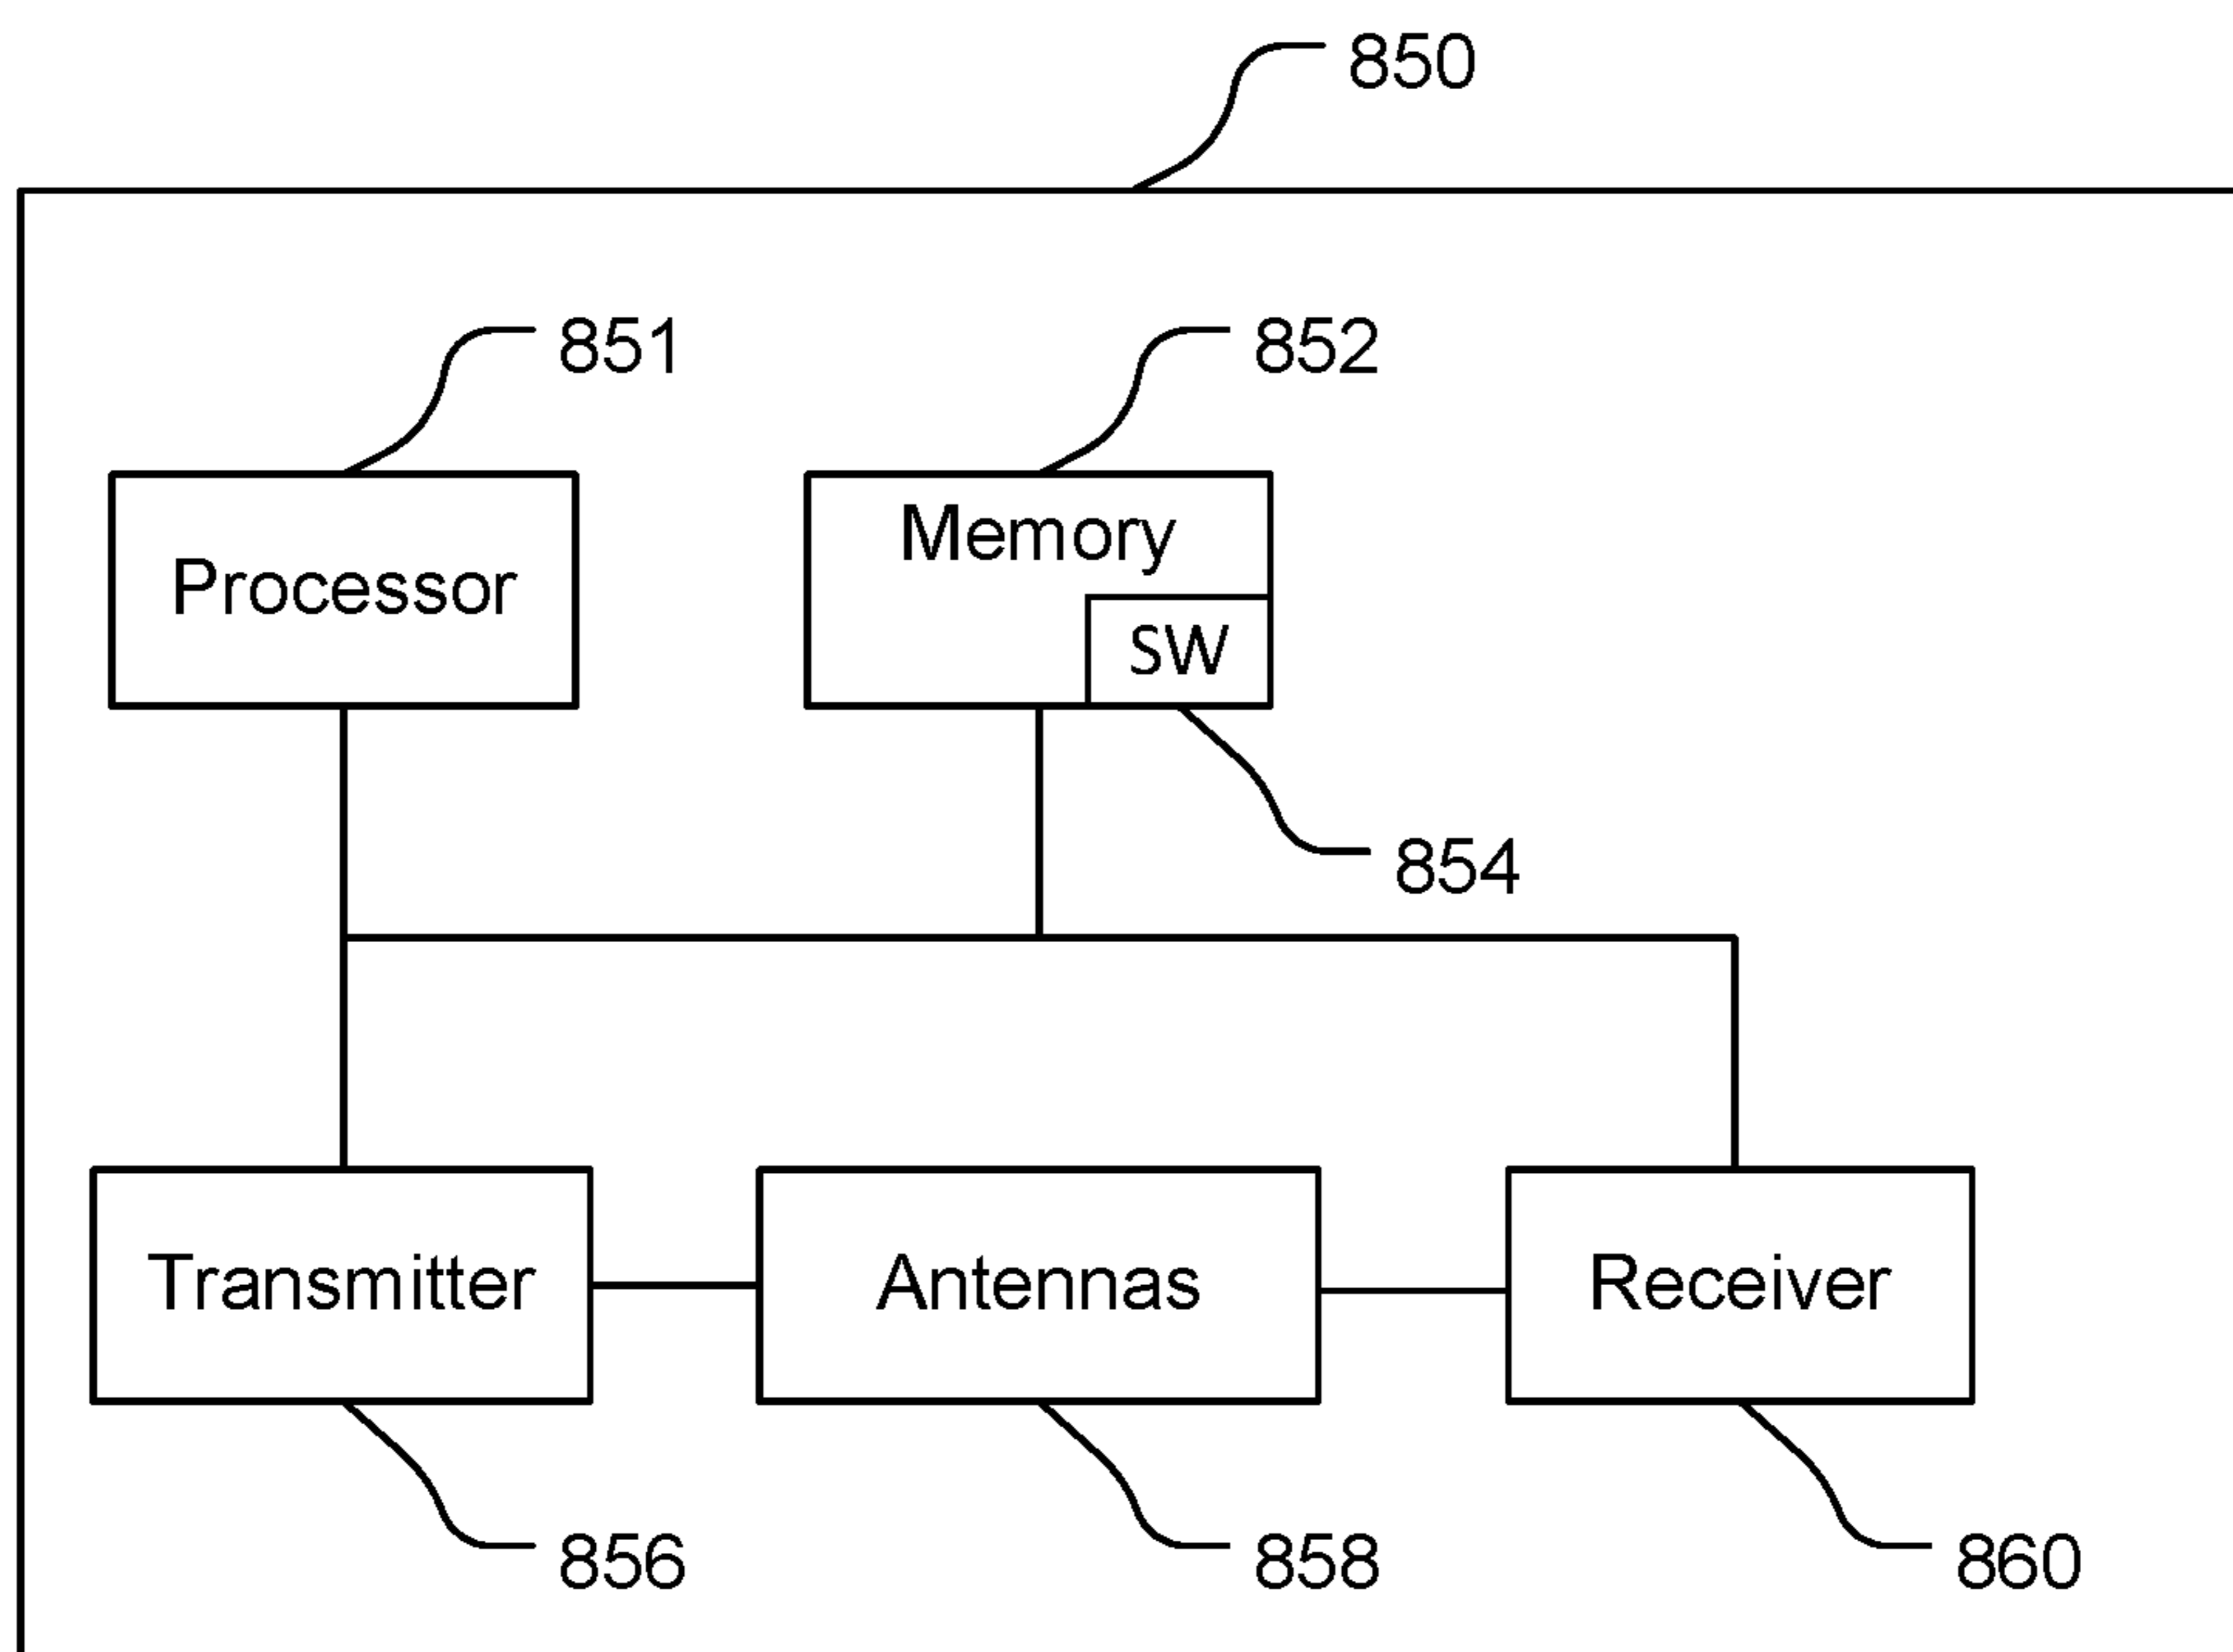 850
851
852
Processor
Memory
SW
854
Transmitter
Antennas
Receiver
856
858
860